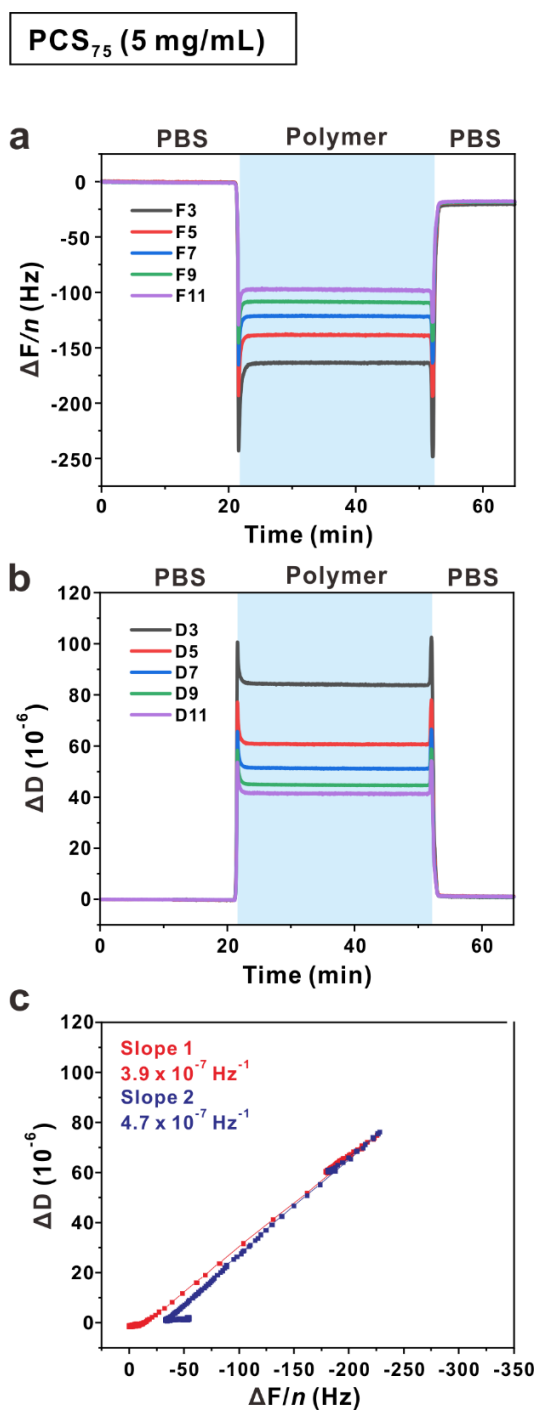 PCS₇₅ (5 mg/mL)
a
PBS Polymer PBS
0
-50
-100
-150
-200
-250
ΔF/n (Hz)
F3
F5
F7
F9
F11
0 20 40 60
Time (min)
b
PBS Polymer PBS
120
100
80
60
40
20
0
ΔD (10⁻⁶)
D3
D5
D7
D9
D11
0 20 40 60
Time (min)
c
120
100
80
60
40
20
0
ΔD (10⁻⁶)
Slope 1
3.9 x 10⁻⁷ Hz⁻¹
Slope 2
4.7 x 10⁻⁷ Hz⁻¹
0 -50 -100 -150 -200 -250 -300 -350
ΔF/n (Hz)